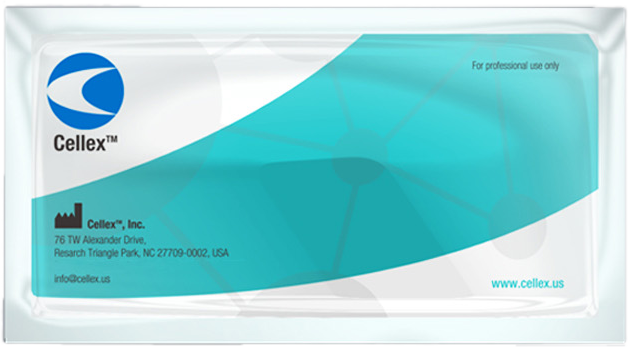 For professional use only
Cellex™
Cellex™, Inc.
76 TW Alexander Drive,
Resarch Triangle Park, NC 27709-0002, USA
info@cellex.us
www.cellex.us